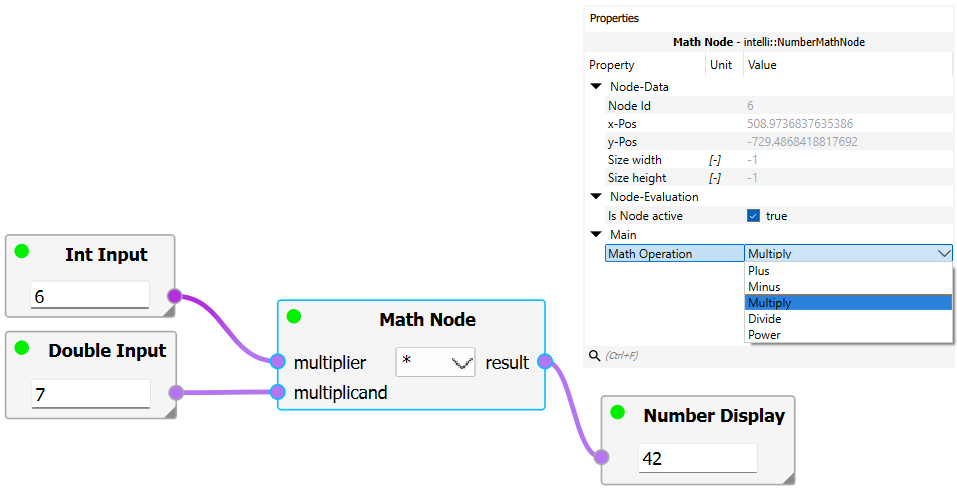 Properties
Math Node - intelli::NumberMathNode
Property Unit Value
Node-Data
Node Id 6
x-Pos 508.9736837635386
y-Pos -729.4868418817692
Size width [-] -1
Size height [-] -1
Node-Evaluation
Is Node active true
Main
Math Operation Multiply
Plus
Minus
Multiply
Divide
Power
(Ctrl+F)
Int Input
6
Double Input
7
Math Node
multiplier * result
multiplicand
Number Display
42